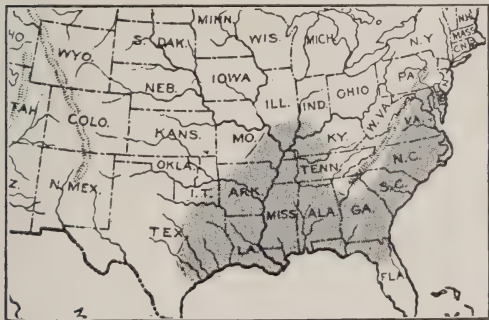 MINN.
N.H.
WIS.
MICH.
N.Y.
MASS.
S. DAK.
WYO.
IOWA
PA.
NEB.
OHIO
ILL.
IND.
W.VA.
VA.
COLO.
KANS.
MO.
KY.
N.C.
TENN.
OKLA.
S.C.
N. MEX.
I.T.
ARK.
MISS.
ALA.
GA.
TEX.
LA.
FLA.